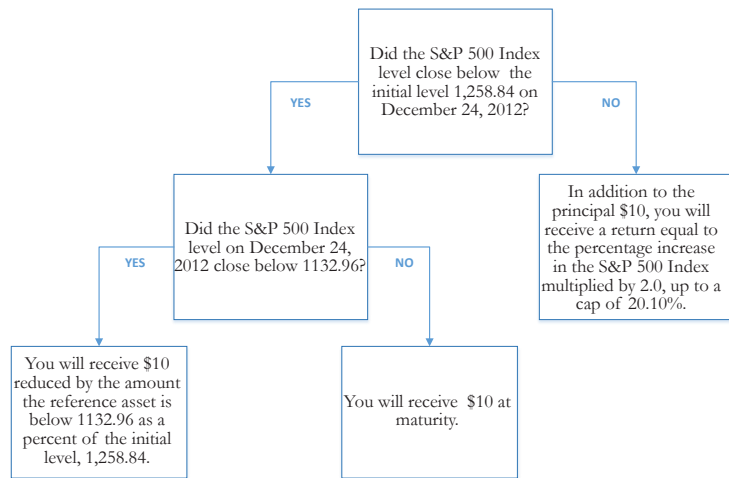 Did the S&P 500 Index
level close below the
initial level 1,258.84 on
December 24, 2012?
YES
NO
Did the S&P 500 Index
level on December 24,
2012 close below 1132.96?
In addition to the
principal $10, you will
receive a return equal to
the percentage increase
in the S&P 500 Index
multiplied by 2.0, up to a
cap of 20.10%.
YES
NO
You will receive $10
reduced by the amount
the reference asset is
below 1132.96 as a
percent of the initial
level, 1,258.84.
You will receive $10 at
maturity.